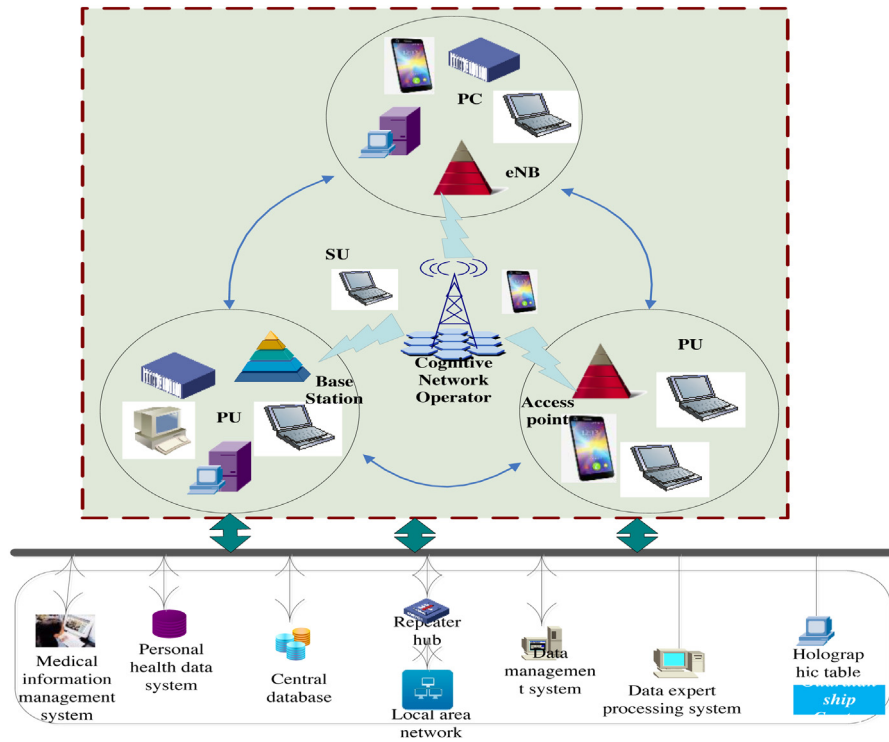 PC
eNB
SU
Cognitive
Network
Operator
Base
Station
PU
PU
Access
point
Medical
information
management
system
Personal
health data
system
Central
database
Repeater
hub
Local area
network
Data
managemen
t system
Data expert
processing system
Holograp
hic table
ship